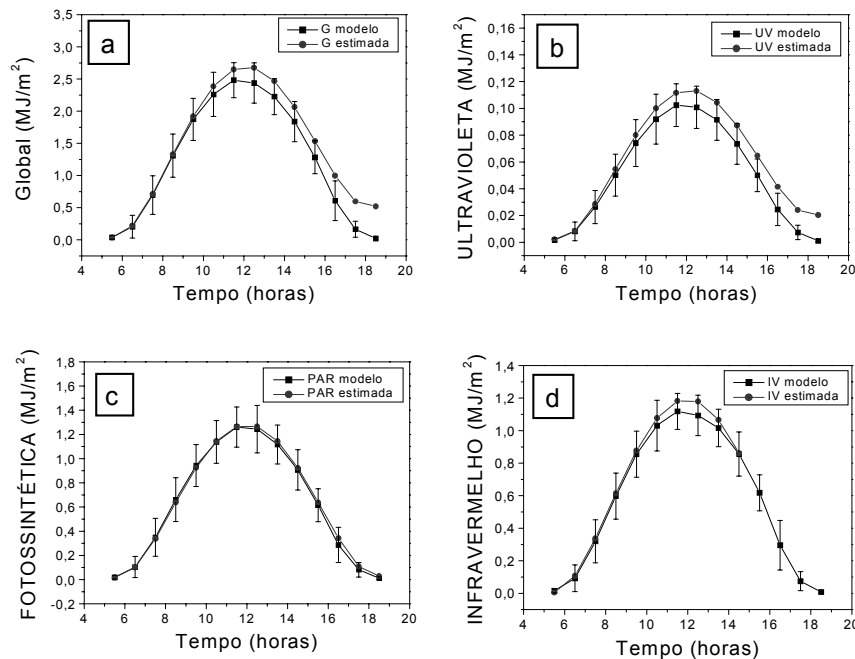 a
G modelo
G estimada
Global (MJ/m²)
3,5
3,0
2,5
2,0
1,5
1,0
0,5
0,0
4 6 8 10 12 14 16 18 20
Tempo (horas)
b
UV modelo
UV estimada
ULTRAVIOLETA (MJ/m²)
0,16
0,14
0,12
0,10
0,08
0,06
0,04
0,02
0,00
4 6 8 10 12 14 16 18 20
Tempo (horas)
c
PAR modelo
PAR estimada
FOTOSSINTÉTICA (MJ/m²)
1,8
1,6
1,4
1,2
1,0
0,8
0,6
0,4
0,2
0,0
-0,2
4 6 8 10 12 14 16 18 20
Tempo (horas)
d
IV modelo
IV estimada
INFRAVERMELHO (MJ/m²)
1,4
1,2
1,0
0,8
0,6
0,4
0,2
0,0
4 6 8 10 12 14 16 18 20
Tempo (horas)